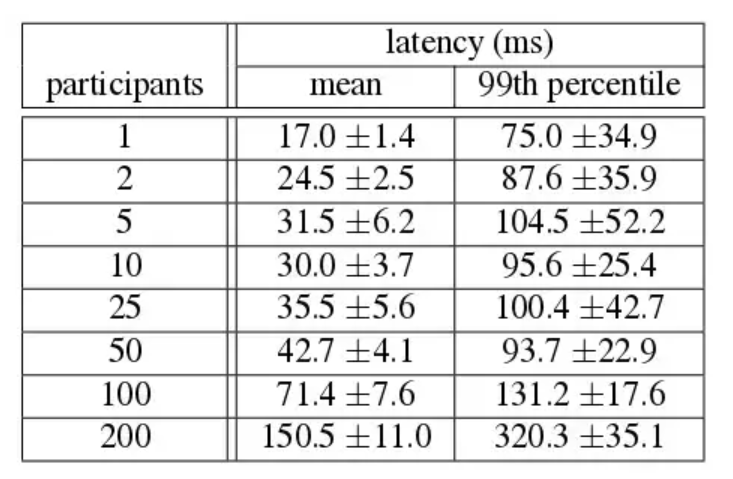 latency (ms)
participants mean 99th percentile
1 17.0 ±1.4 75.0 ±34.9
2 24.5 ±2.5 87.6 ±35.9
5 31.5 ±6.2 104.5 ±52.2
10 30.0 ±3.7 95.6 ±25.4
25 35.5 ±5.6 100.4 ±42.7
50 42.7 ±4.1 93.7 ±22.9
100 71.4 ±7.6 131.2 ±17.6
200 150.5 ±11.0 320.3 ±35.1